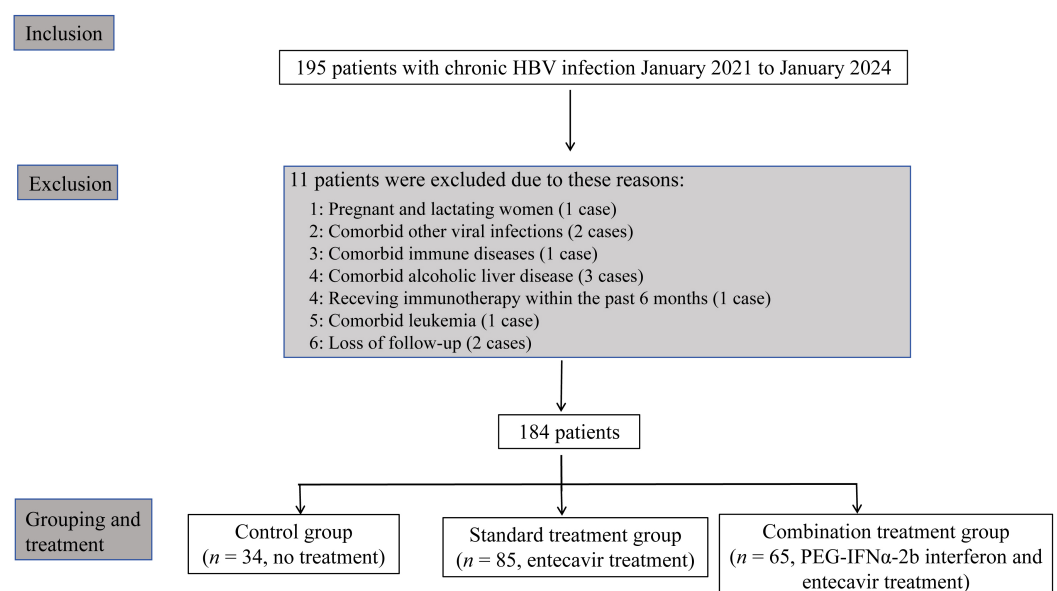 Inclusion
195 patients with chronic HBV infection January 2021 to January 2024
Exclusion
11 patients were excluded due to these reasons:
1: Pregnant and lactating women (1 case)
2: Comorbid other viral infections (2 cases)
3: Comorbid immune diseases (1 case)
4: Comorbid alcoholic liver disease (3 cases)
4: Receving immunotherapy within the past 6 months (1 case)
5: Comorbid leukemia (1 case)
6: Loss of follow-up (2 cases)
184 patients
Grouping and
treatment
Control group
(n = 34, no treatment)
Standard treatment group
(n = 85, entecavir treatment)
Combination treatment group
(n = 65, PEG-IFNα-2b interferon and
entecavir treatment)